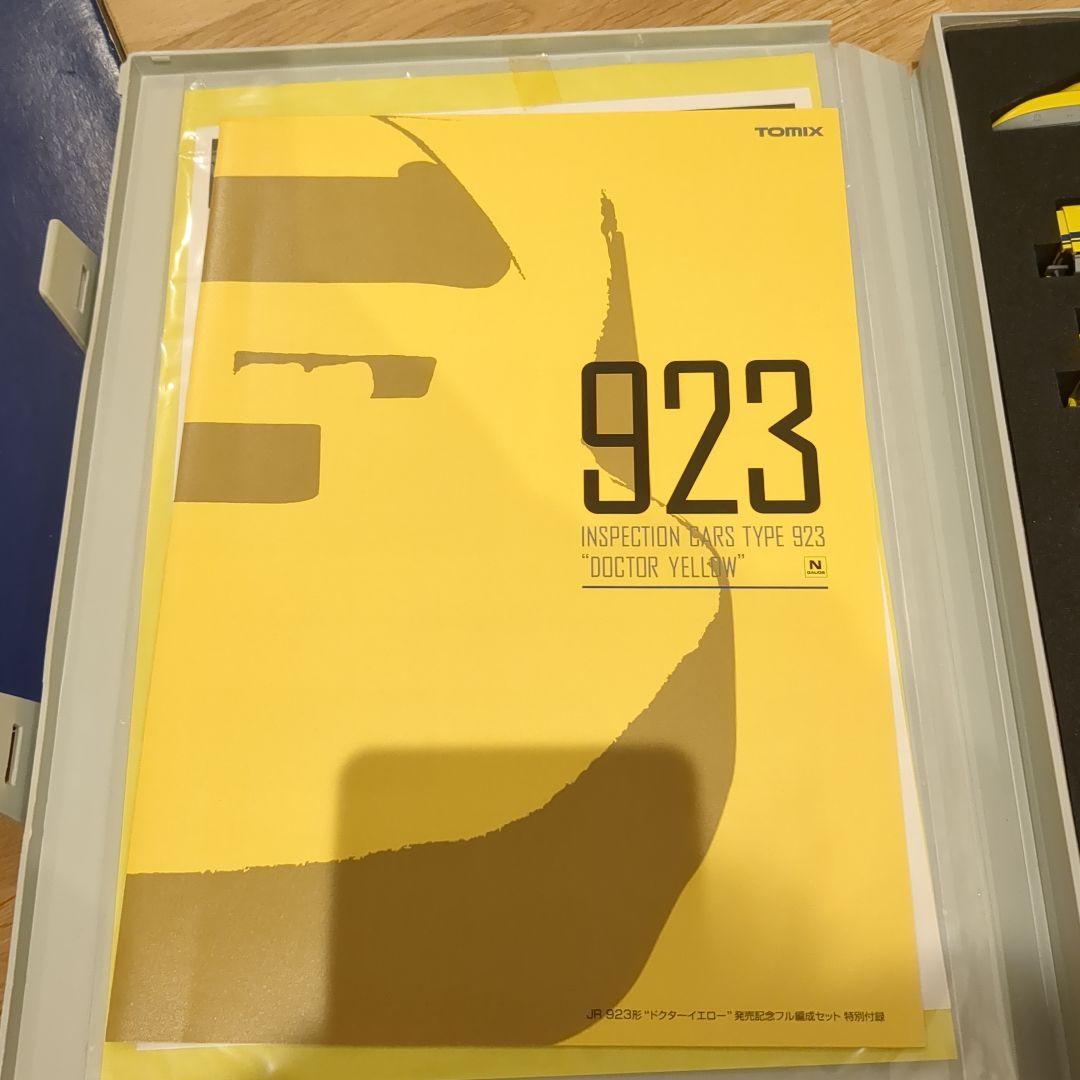 TOMIX
923
INSPECTION CARS TYPE 923
“DOCTOR YELLOW”
N
GAUGE
JR 923形“ドクターイエロー”発売記念フル編成セット 特別付録